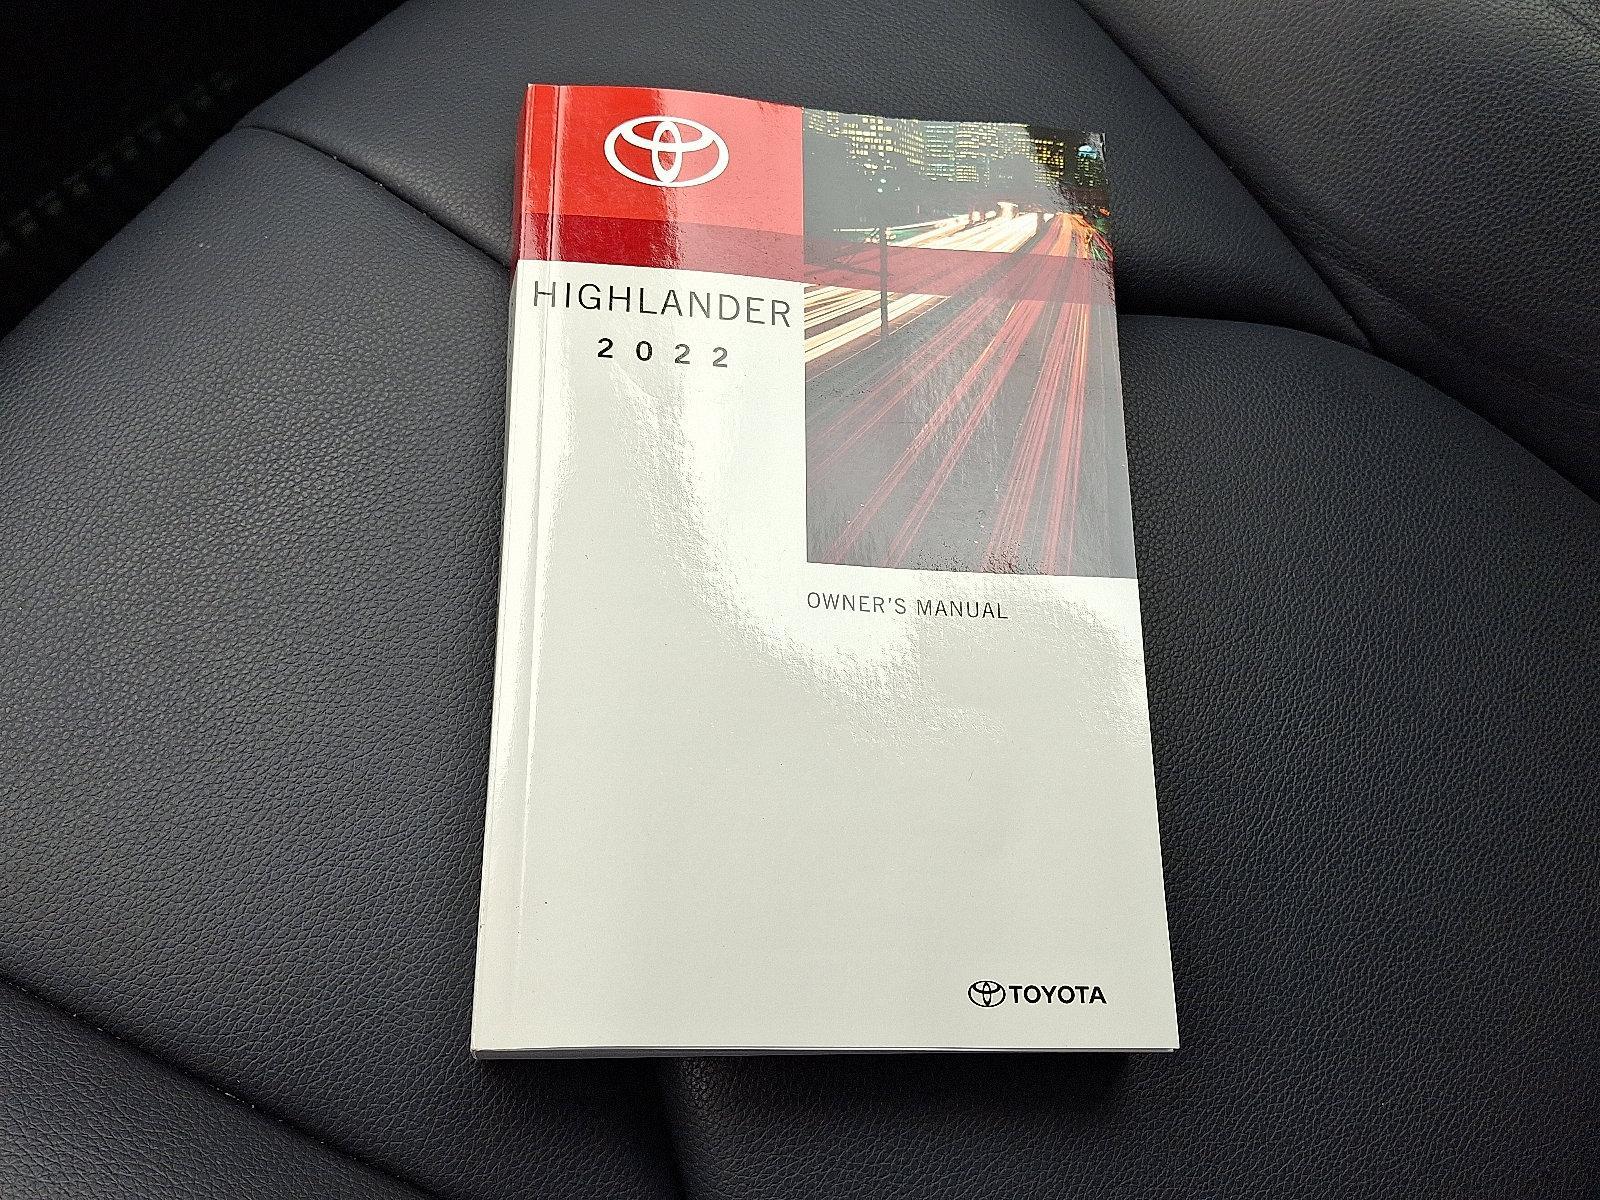 HIGHLANDER
2022
OWNER'S MANUAL
TOYOTA